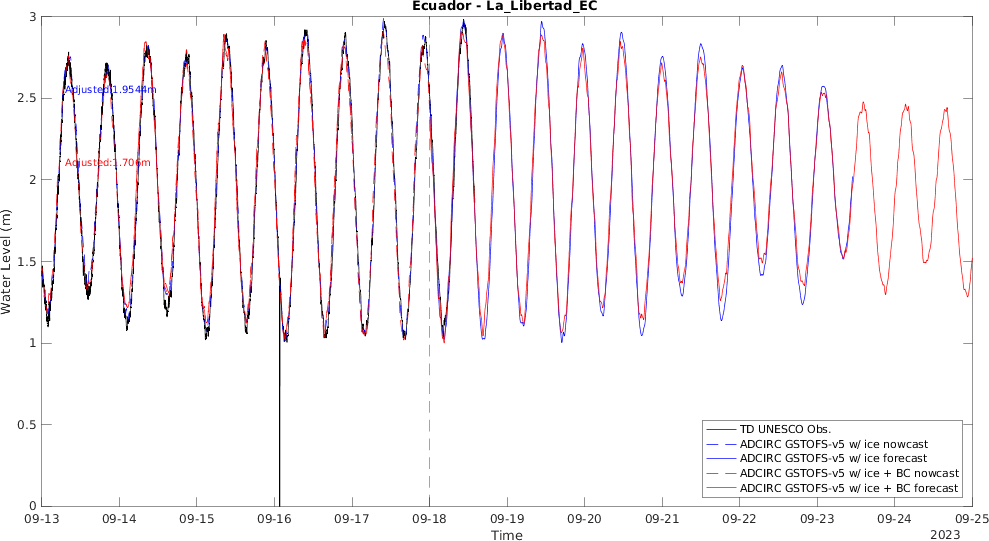 Ecuador - La_Libertad_EC
3
2.5
2
1.5
1
0.5
0
Water Level (m)
Adjusted:1.9544m
Adjusted:1.706m
TD UNESCO Obs.
ADCIRC GSTOFS-v5 w/ ice nowcast
ADCIRC GSTOFS-v5 w/ ice forecast
ADCIRC GSTOFS-v5 w/ ice + BC nowcast
ADCIRC GSTOFS-v5 w/ ice + BC forecast
09-13 09-14 09-15 09-16 09-17 09-18 09-19 09-20 09-21 09-22 09-23 09-24 09-25
Time
2023